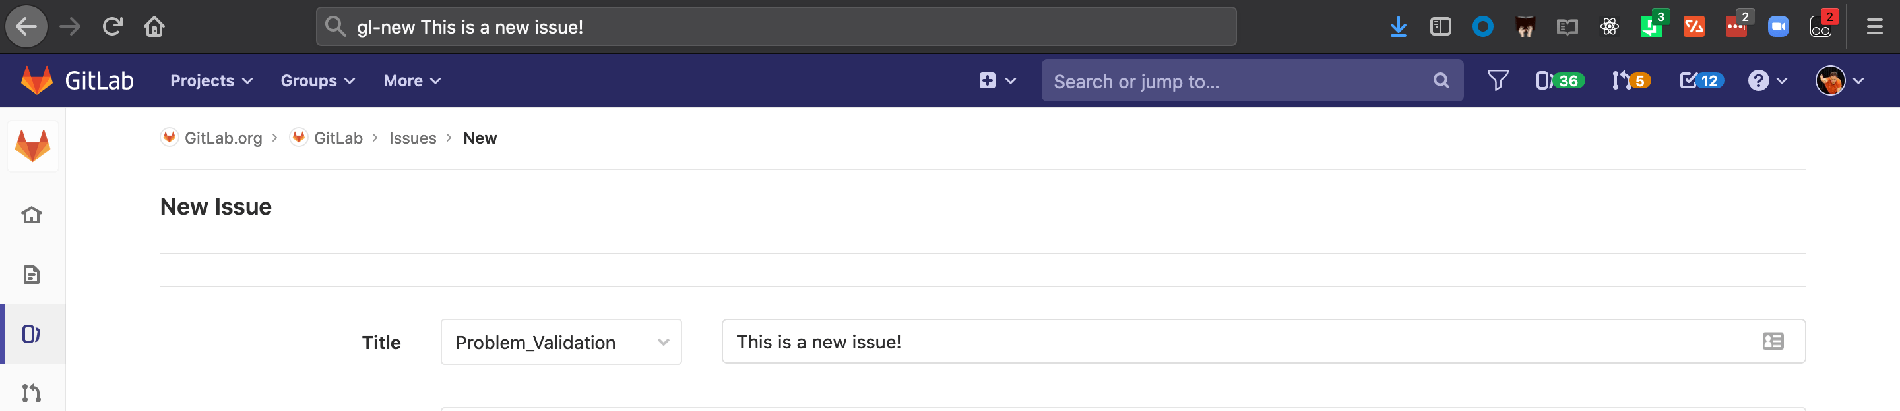 gl-new This is a new issue!
3
2
2
CC
GitLab
Projects
Groups
More
Search or jump to...
36
5
12
?
GitLab.org > GitLab > Issues > New
New Issue
Title
Problem_Validation
This is a new issue!